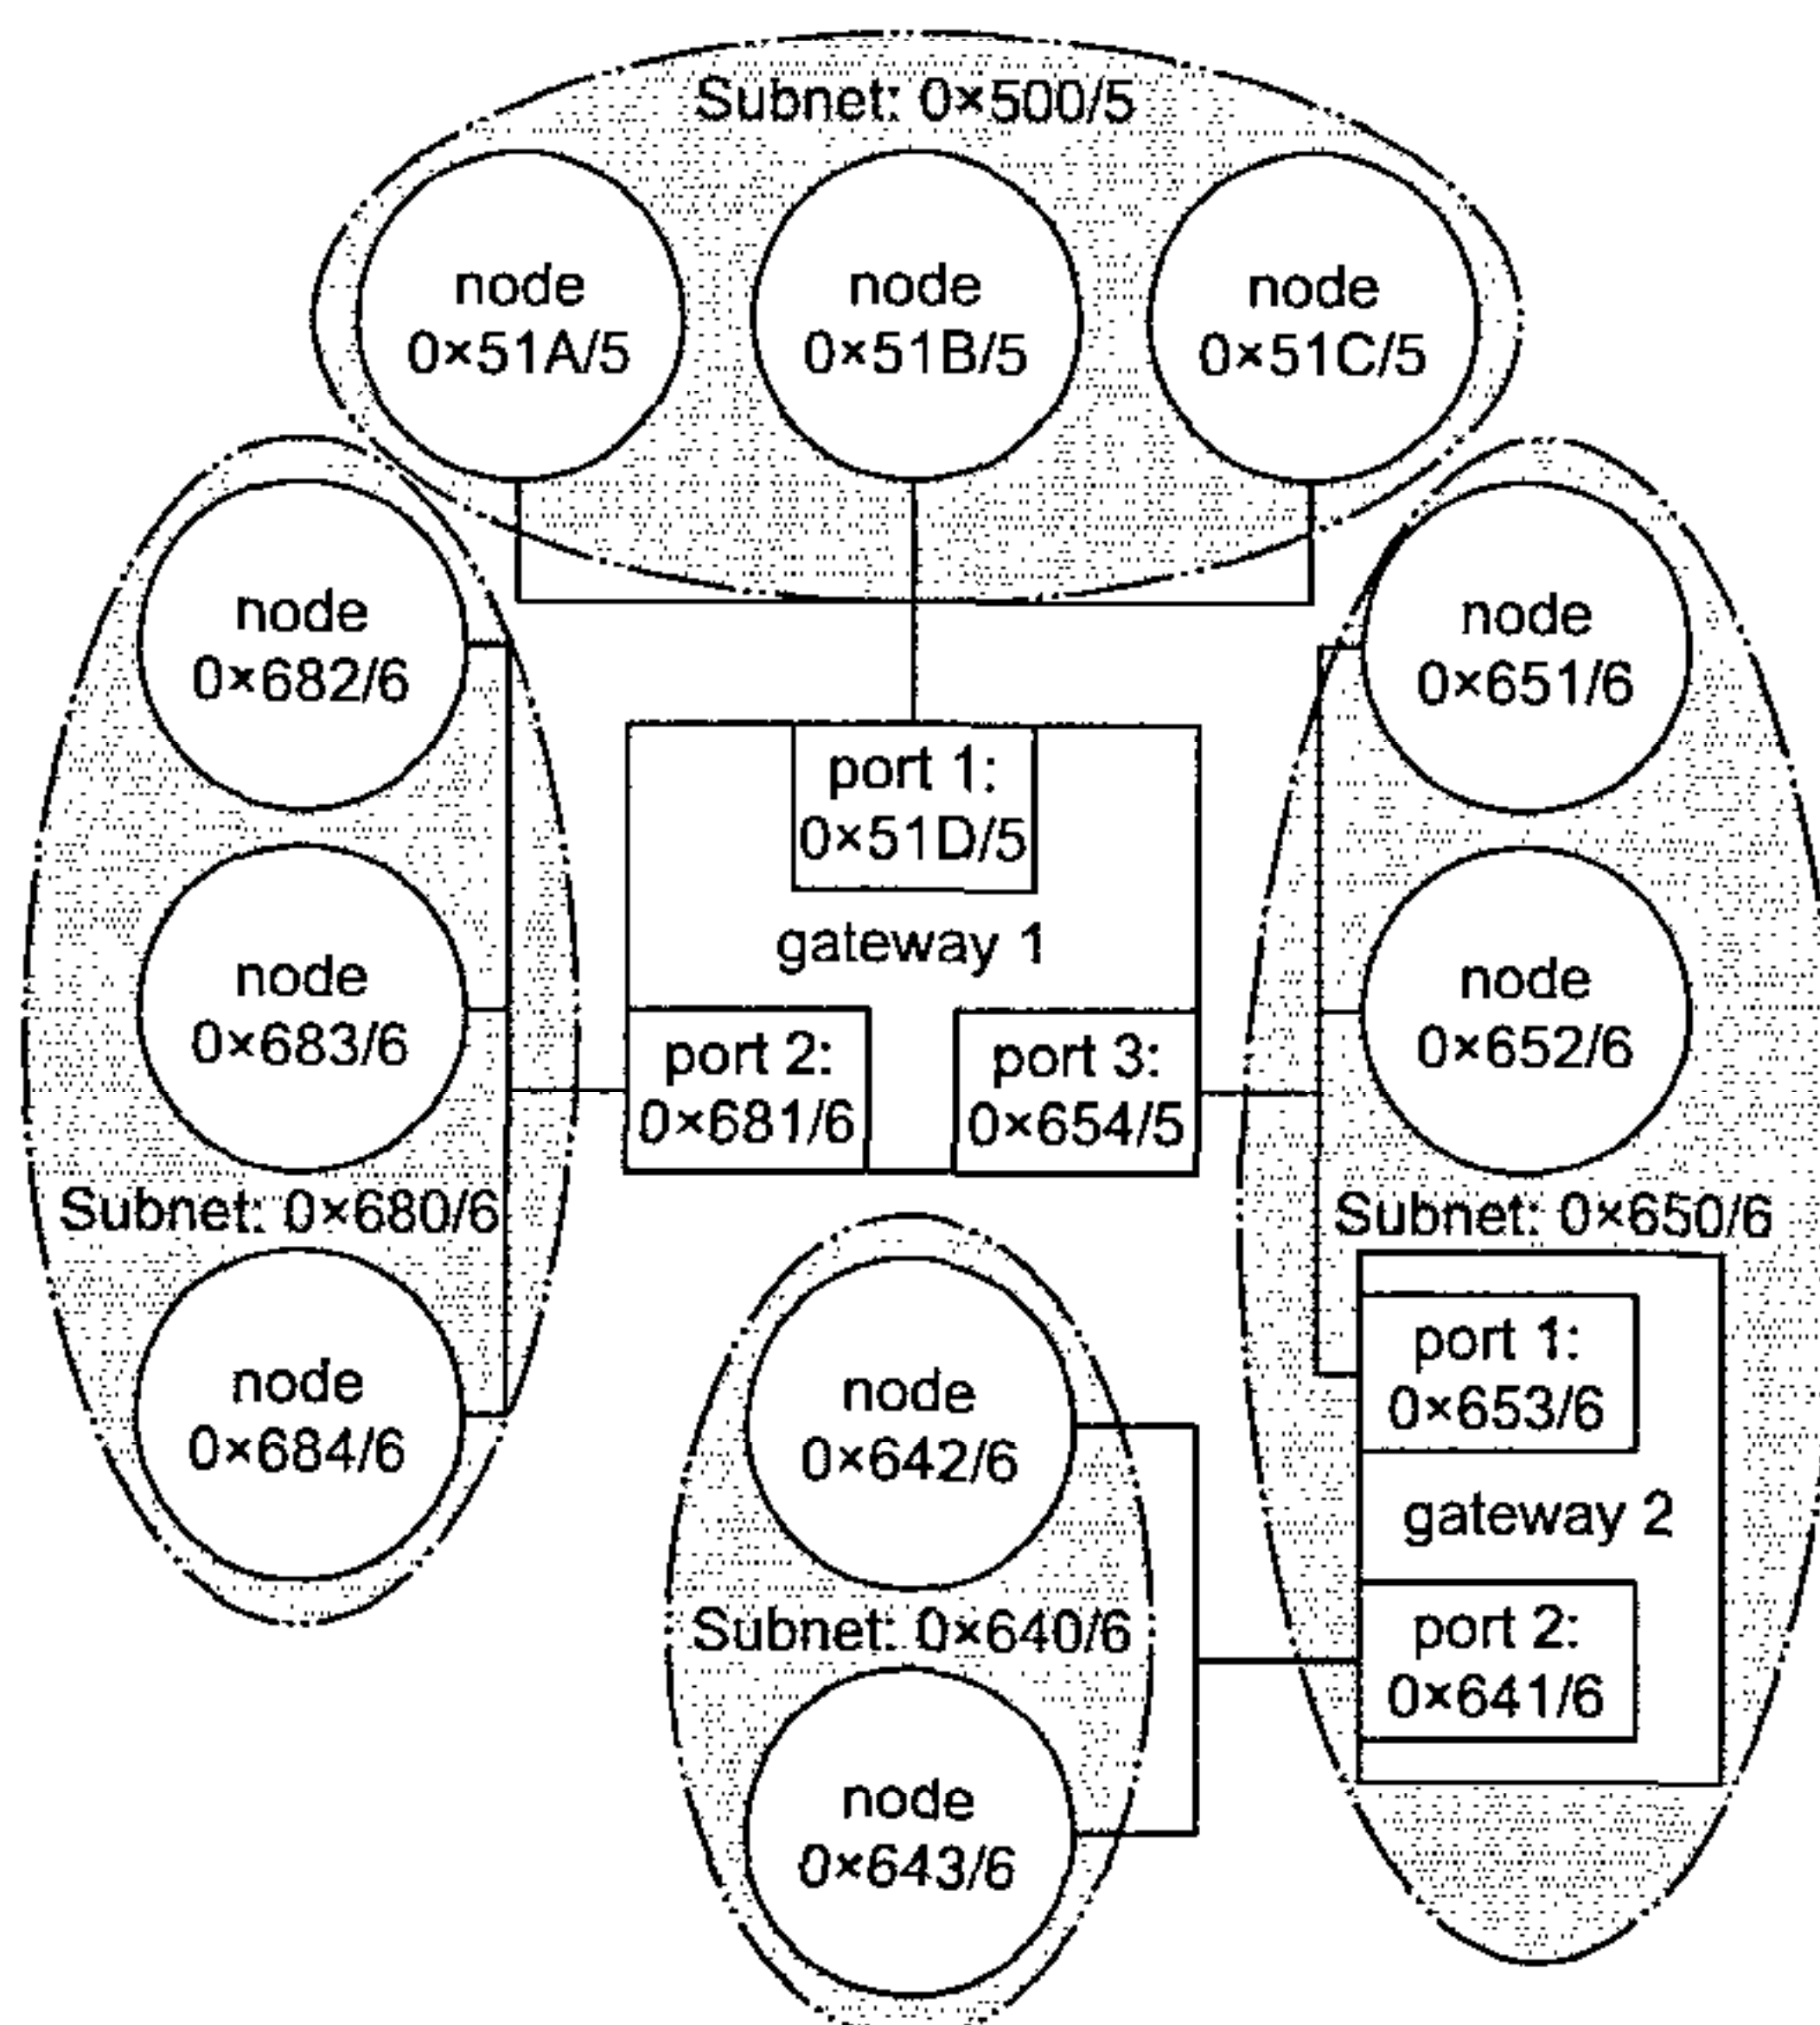 Subnet: 0×500/5
node
0×51A/5
node
0×51B/5
node
0×51C/5
node
0×682/6
node
0×683/6
Subnet: 0×680/6
node
0×684/6
port 1:
0×51D/5
gateway 1
port 2:
0×681/6
port 3:
0×654/5
node
0×651/6
node
0×652/6
Subnet: 0×650/6
port 1:
0×653/6
gateway 2
port 2:
0×641/6
node
0×642/6
Subnet: 0×640/6
node
0×643/6